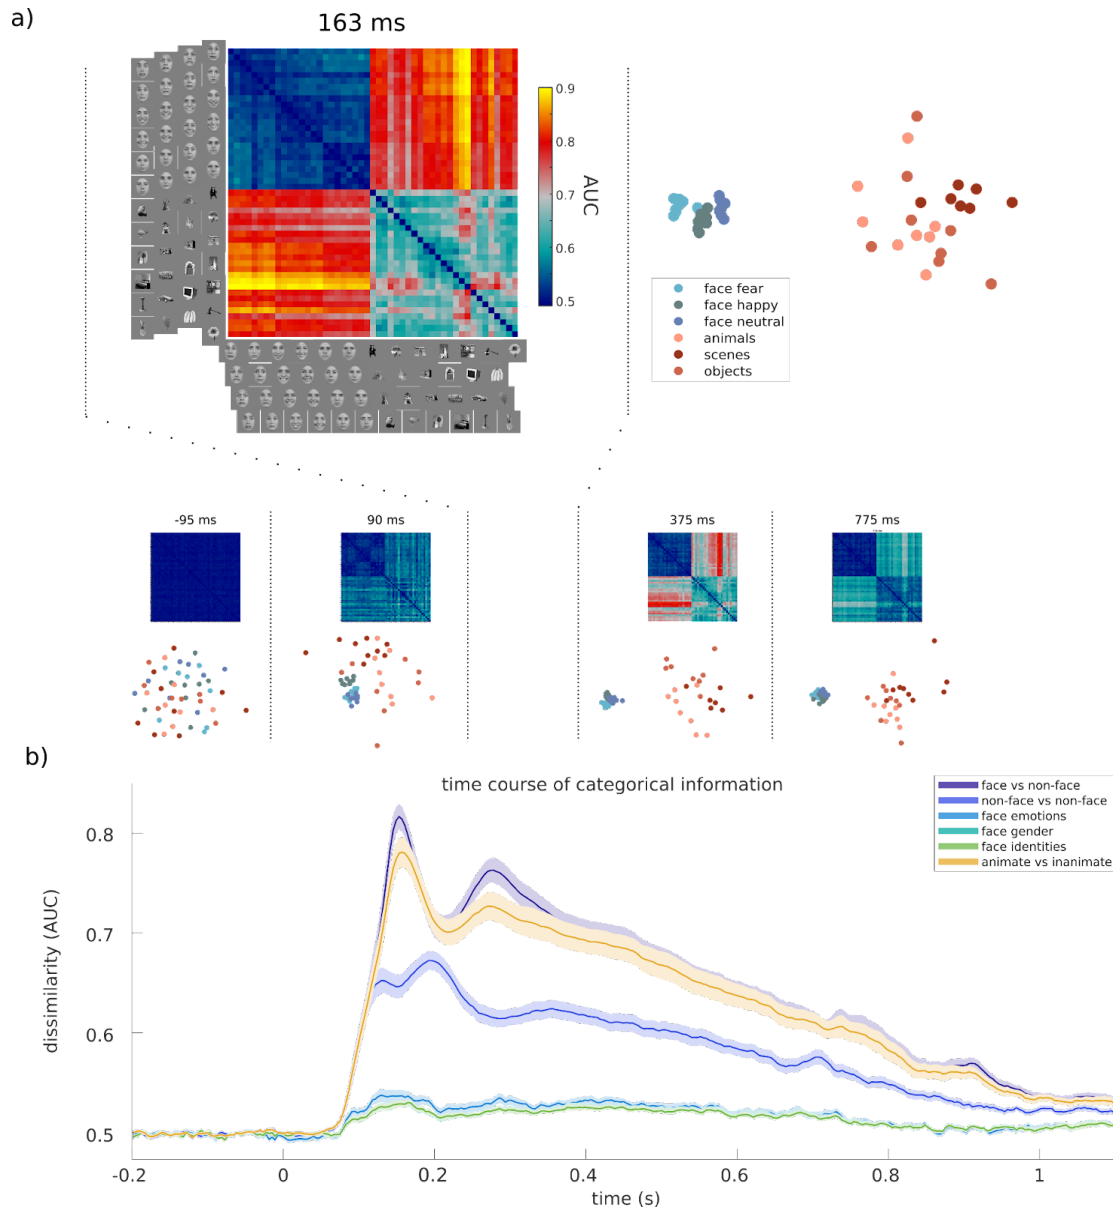 a)
163 ms
0.9
0.8
0.7
0.6
0.5
AUC
face fear
face happy
face neutral
animals
scenes
objects
-95 ms
90 ms
375 ms
775 ms
b)
time course of categorical information
face vs non-face
non-face vs non-face
face emotions
face gender
face identities
animate vs inanimate
0.8
0.7
0.6
0.5
dissimilarity (AUC)
-0.2
0
0.2
0.4
0.6
0.8
1
time (s)